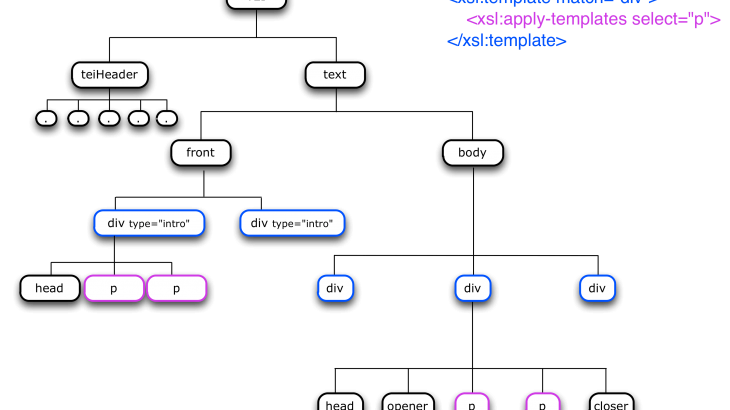 <xsl:template match="div">
<xsl:apply-templates select="p">
</xsl:template>
teiHeader
text
. . . . .
front
body
div type="intro"
div type="intro"
head
p
p
div
div
div
head
opener
p
p
closer